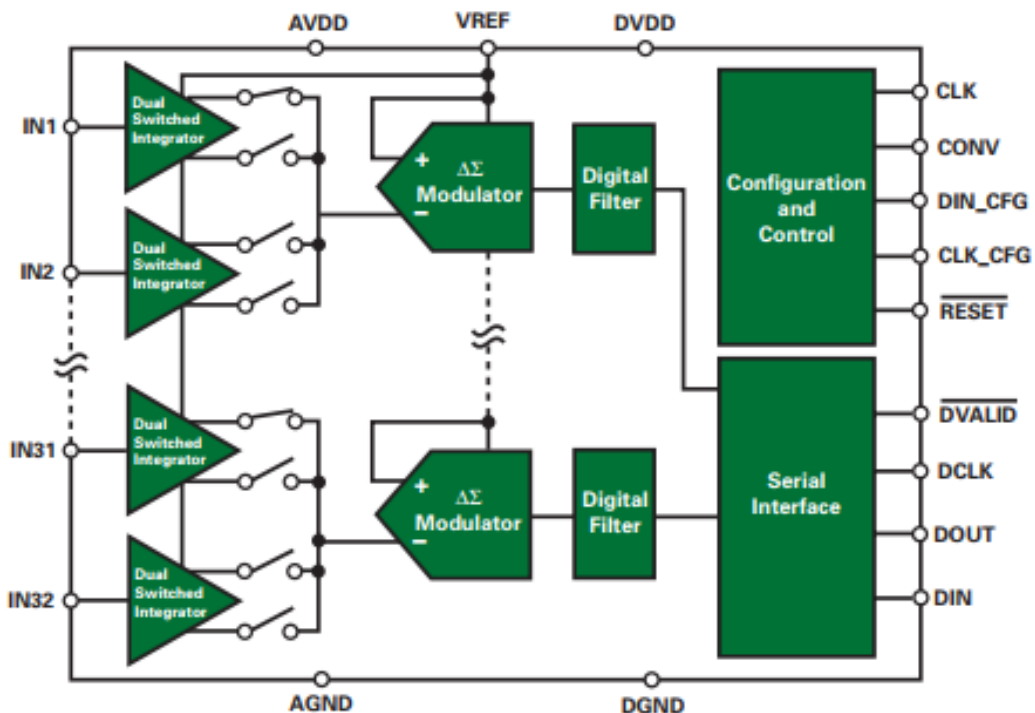 AVDD
VREF
DVDD
IN1
Dual
Switched
Integrator
IN2
Dual
Switched
Integrator
+
ΔΣ
Modulator
−
Digital
Filter
Configuration
and
Control
CLK
CONV
DIN_CFG
CLK_CFG
RESET
IN31
Dual
Switched
Integrator
IN32
Dual
Switched
Integrator
+
ΔΣ
Modulator
−
Digital
Filter
Serial
Interface
DVALID
DCLK
DOUT
DIN
AGND
DGND